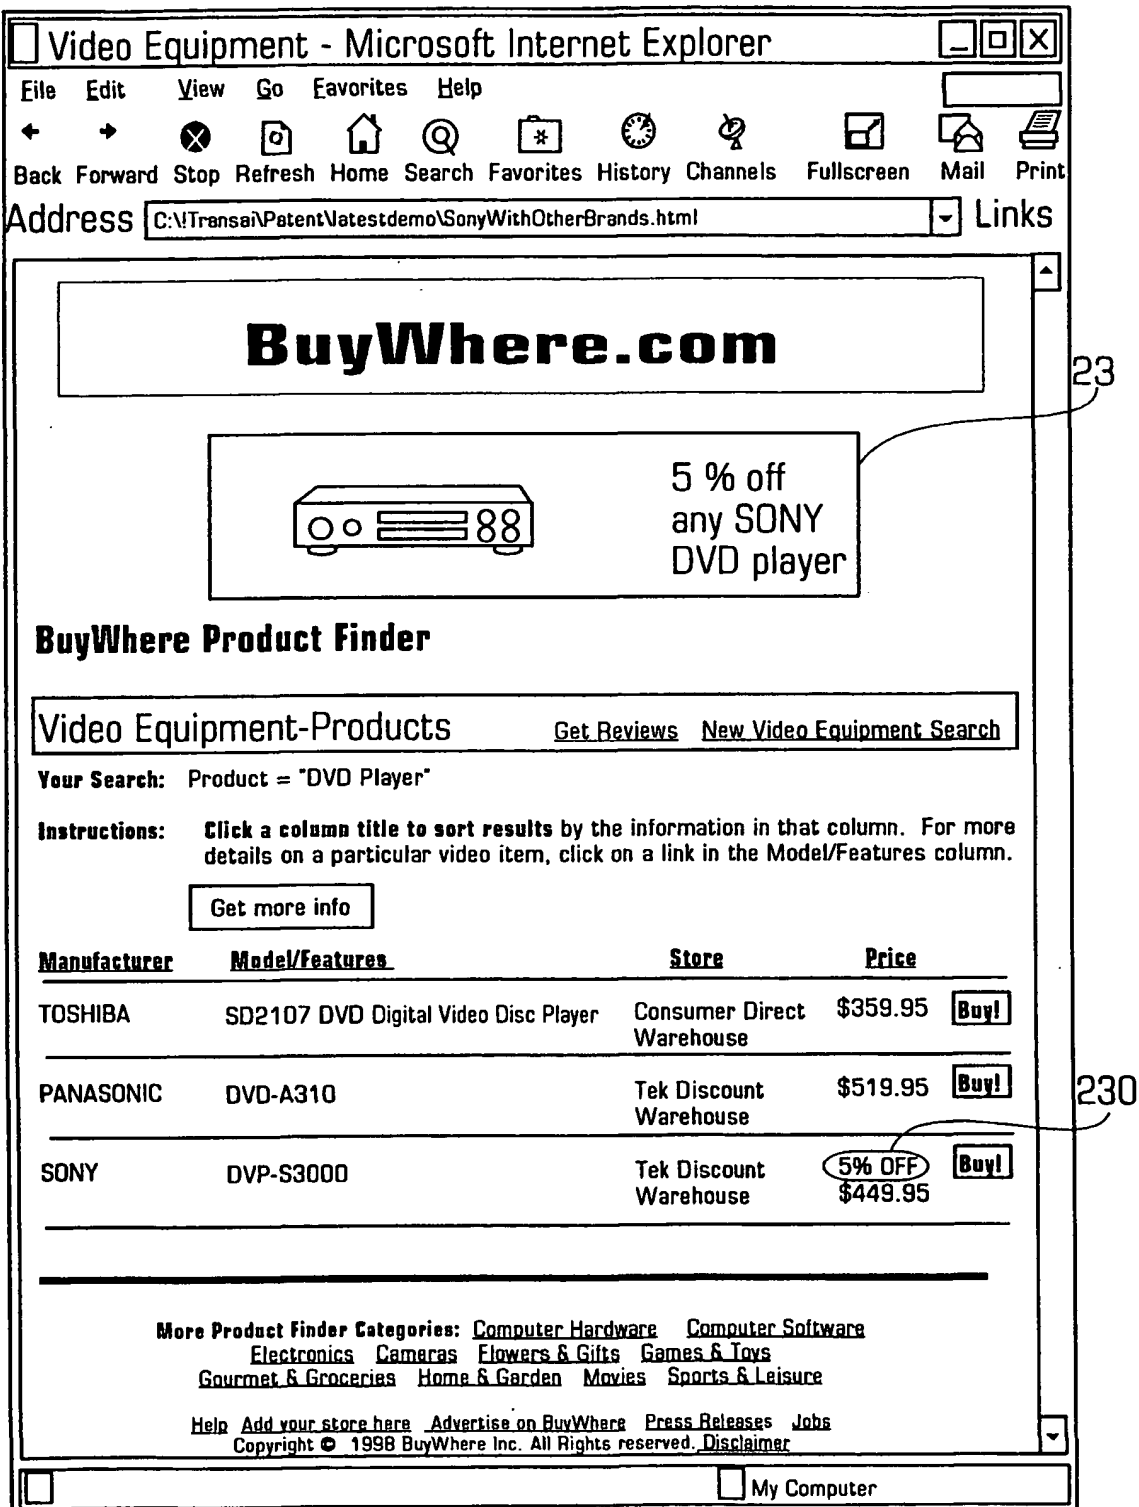 Video Equipment - Microsoft Internet Explorer
File Edit View Go Favorites Help
Back Forward Stop Refresh Home Search Favorites History Channels Fullscreen Mail Print
Address C:\!Transai\Patent\latestdemo\SonyWithOtherBrands.html Links
BuyWhere.com
23
5 % off
any SONY
DVD player
BuyWhere Product Finder
Video Equipment-Products Get Reviews New Video Equipment Search
Your Search: Product = "DVD Player"
Instructions: Click a column title to sort results by the information in that column. For more
details on a particular video item, click on a link in the Model/Features column.
Get more info
Manufacturer Model/Features Store Price
TOSHIBA SD2107 DVD Digital Video Disc Player Consumer Direct $359.95 Buy!
Warehouse
PANASONIC DVD-A310 Tek Discount $519.95 Buy!
Warehouse
230
SONY DVP-S3000 Tek Discount 5% OFF Buy!
Warehouse $449.95
More Product Finder Categories: Computer Hardware Computer Software
Electronics Cameras Flowers & Gifts Games & Toys
Gourmet & Groceries Home & Garden Movies Sports & Leisure
Help Add your store here Advertise on BuyWhere Press Releases Jobs
Copyright © 1998 BuyWhere Inc. All Rights reserved. Disclaimer
My Computer